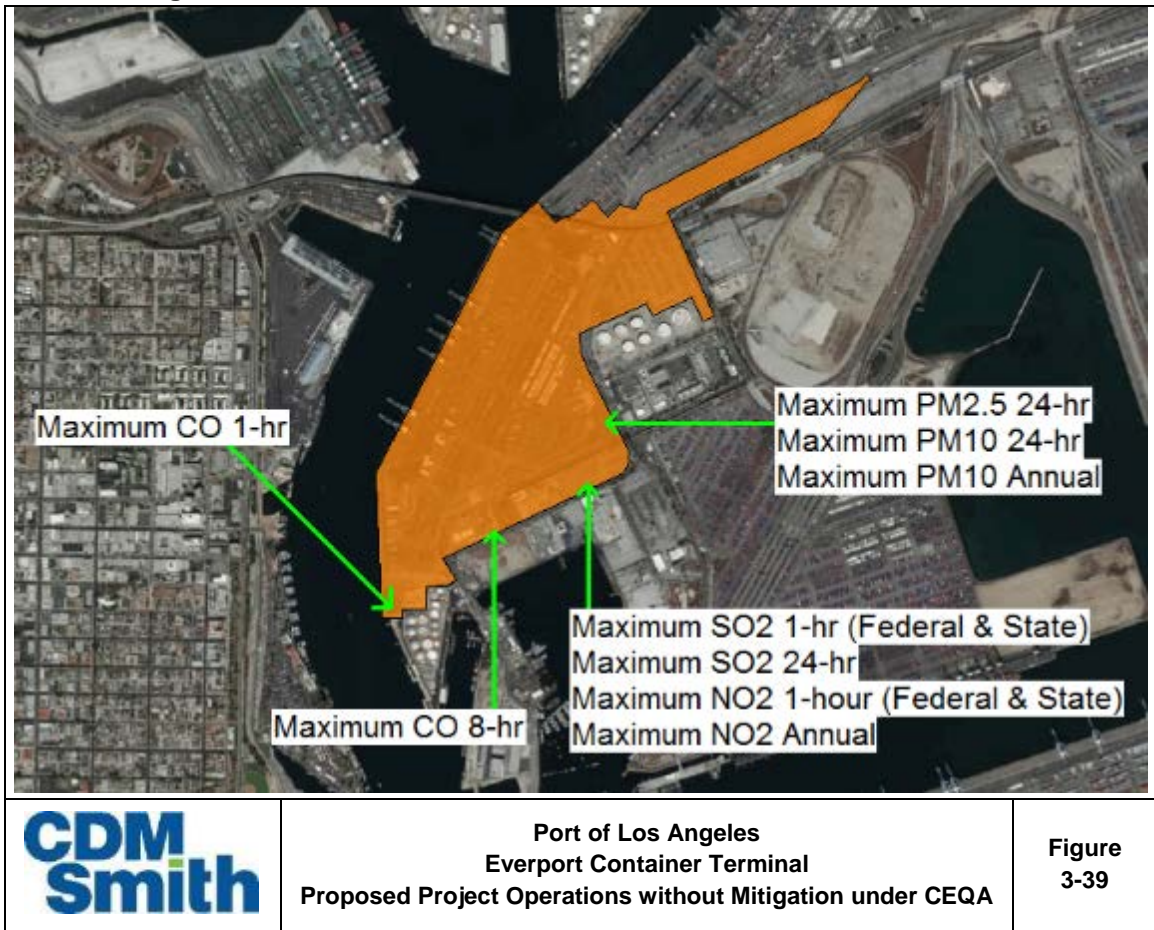 Maximum CO 1-hr
Maximum PM2.5 24-hr
Maximum PM10 24-hr
Maximum PM10 Annual
Maximum CO 8-hr
Maximum SO2 1-hr (Federal & State)
Maximum SO2 24-hr
Maximum NO2 1-hour (Federal & State)
Maximum NO2 Annual
CDM
Smith
Port of Los Angeles
Everport Container Terminal
Proposed Project Operations without Mitigation under CEQA
Figure
3-39